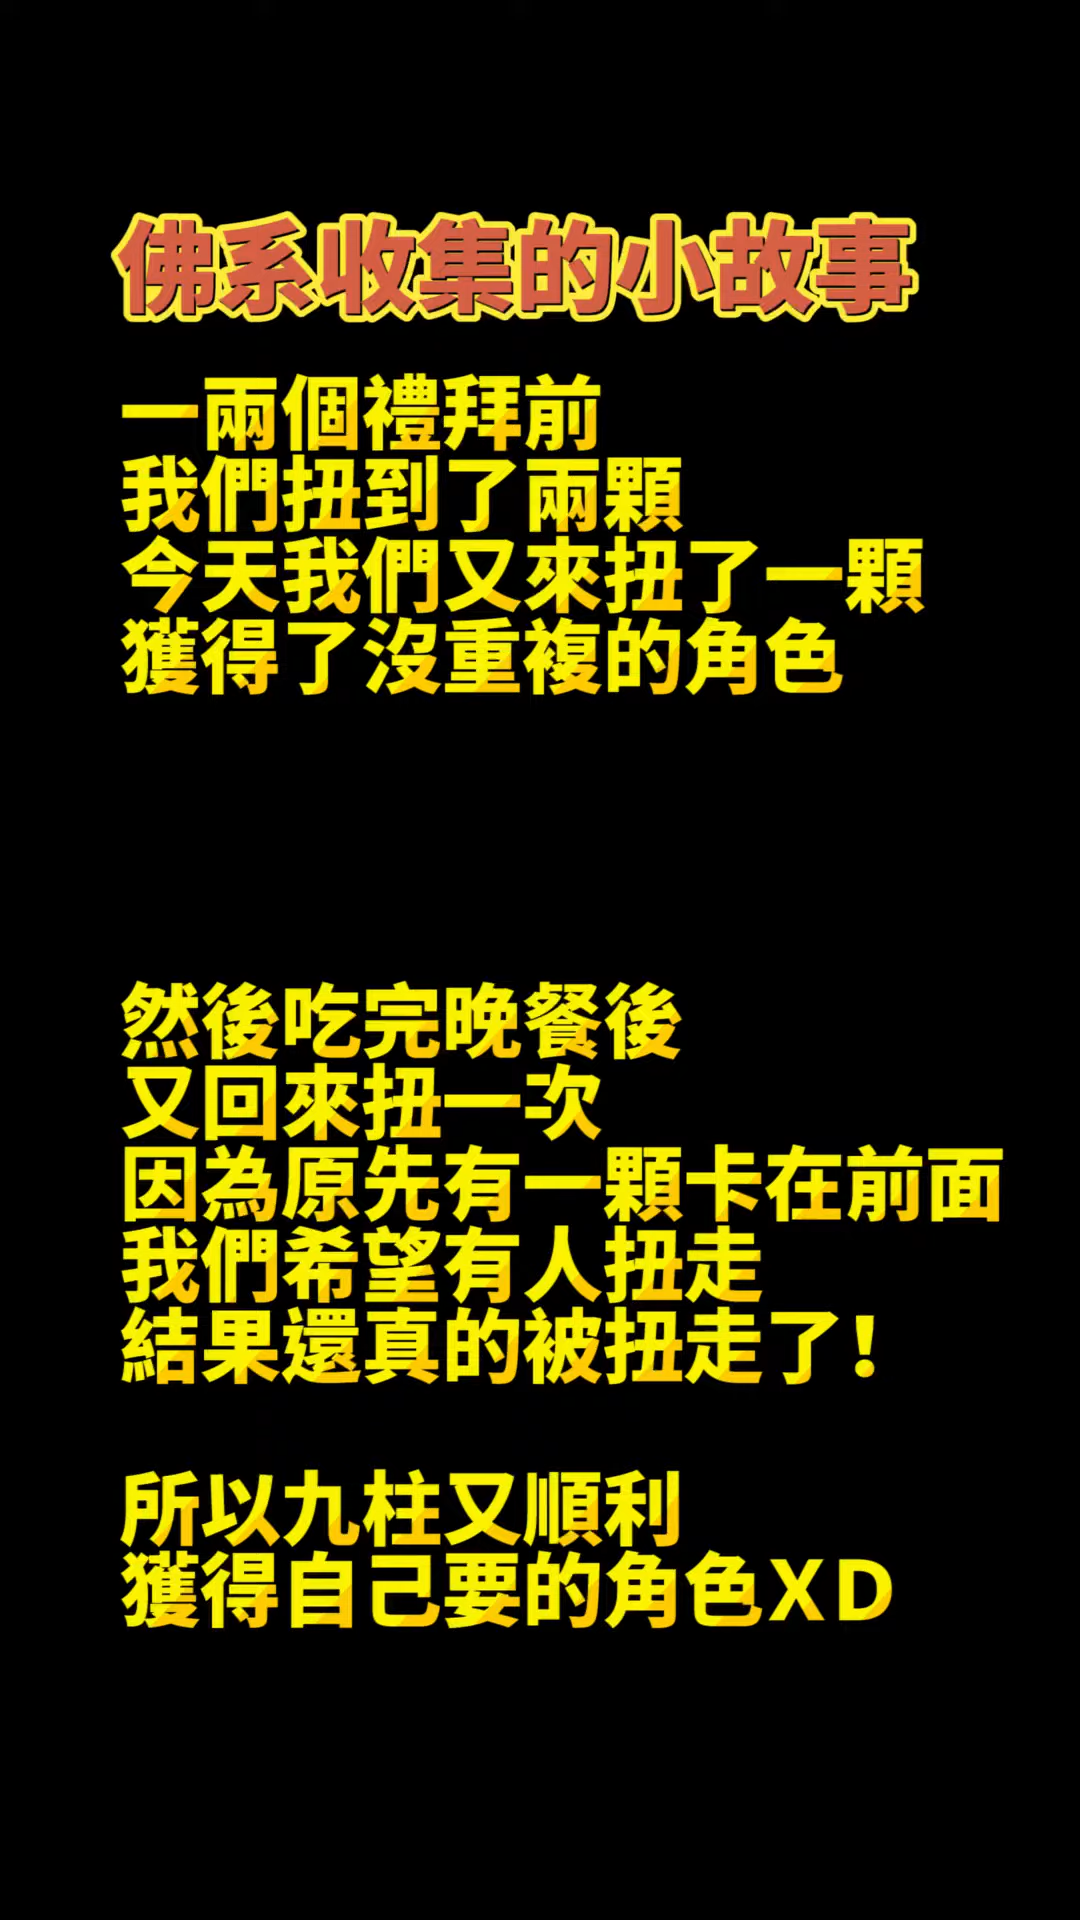 佛系收集的小故事
一兩個禮拜前
我們扭到了兩顆
今天我們又來扭了一顆
獲得了沒重複的角色
然後吃完晚餐後
又回來扭一次
因為原先有一顆卡在前面
我們希望有人扭走
結果還真的被扭走了！
所以九柱又順利
獲得自己要的角色XD